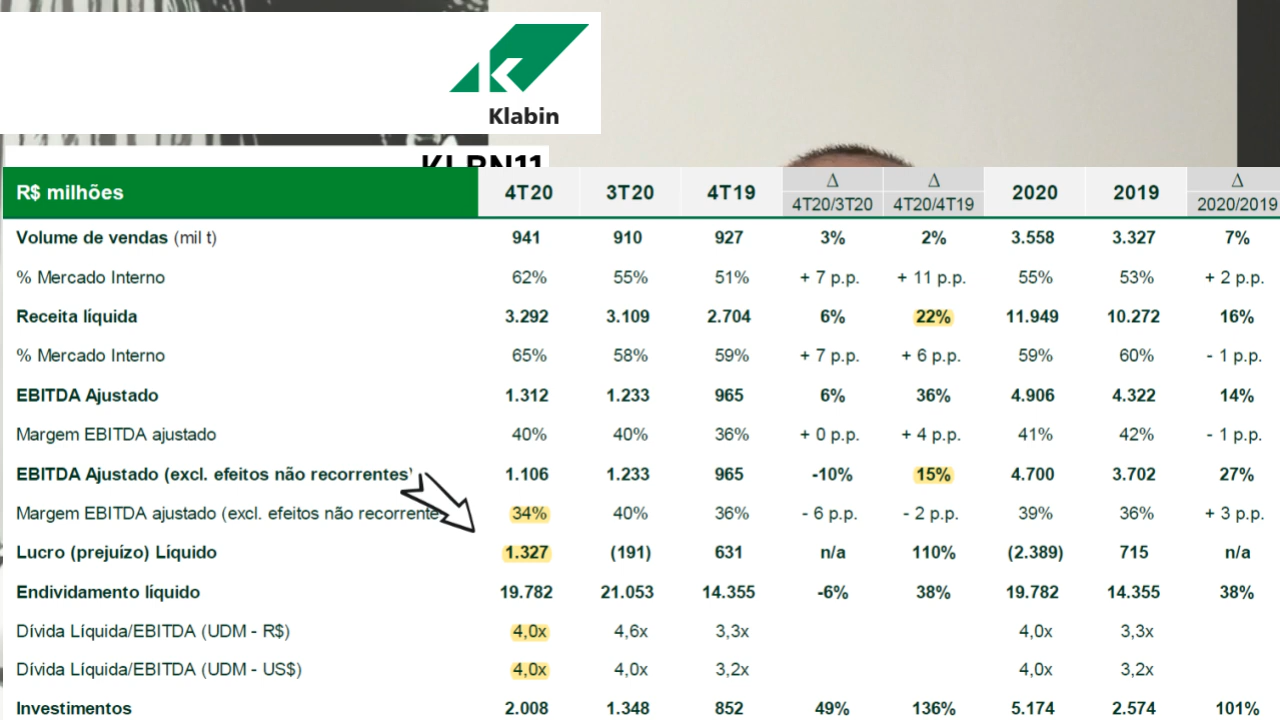 Klabin
KLBN11
R$ milhões 4T20 3T20 4T19 Δ 4T20/3T20 Δ 4T20/4T19 2020 2019 Δ 2020/2019
Volume de vendas (mil t) 941 910 927 3% 2% 3.558 3.327 7%
% Mercado Interno 62% 55% 51% + 7 p.p. + 11 p.p. 55% 53% + 2 p.p.
Receita líquida 3.292 3.109 2.704 6% 22% 11.949 10.272 16%
% Mercado Interno 65% 58% 59% + 7 p.p. + 6 p.p. 59% 60% - 1 p.p.
EBITDA Ajustado 1.312 1.233 965 6% 36% 4.906 4.322 14%
Margem EBITDA ajustado 40% 40% 36% + 0 p.p. + 4 p.p. 41% 42% - 1 p.p.
EBITDA Ajustado (excl. efeitos não recorrentes) 1.106 1.233 965 -10% 15% 4.700 3.702 27%
Margem EBITDA ajustado (excl. efeitos não recorrente 34% 40% 36% - 6 p.p. - 2 p.p. 39% 36% + 3 p.p.
Lucro (prejuízo) Líquido 1.327 (191) 631 n/a 110% (2.389) 715 n/a
Endividamento líquido 19.782 21.053 14.355 -6% 38% 19.782 14.355 38%
Dívida Líquida/EBITDA (UDM - R$) 4,0x 4,6x 3,3x 4,0x 3,3x
Dívida Líquida/EBITDA (UDM - US$) 4,0x 4,0x 3,2x 4,0x 3,2x
Investimentos 2.008 1.348 852 49% 136% 5.174 2.574 101%